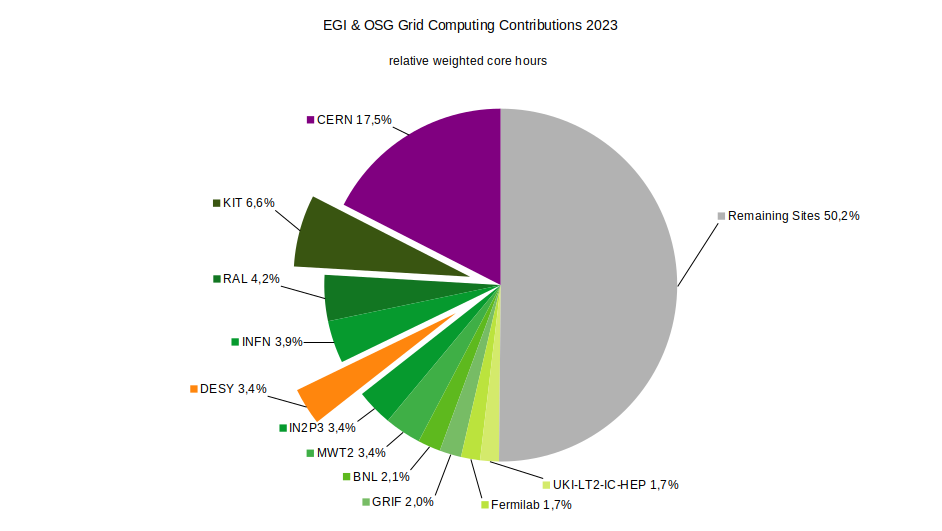 EGI & OSG Grid Computing Contributions 2023
relative weighted core hours
CERN 17,5%
KIT 6,6%
Remaining Sites 50,2%
RAL 4,2%
INFN 3,9%
DESY 3,4%
IN2P3 3,4%
MWT2 3,4%
BNL 2,1%
UKI-LT2-IC-HEP 1,7%
GRIF 2,0%
Fermilab 1,7%